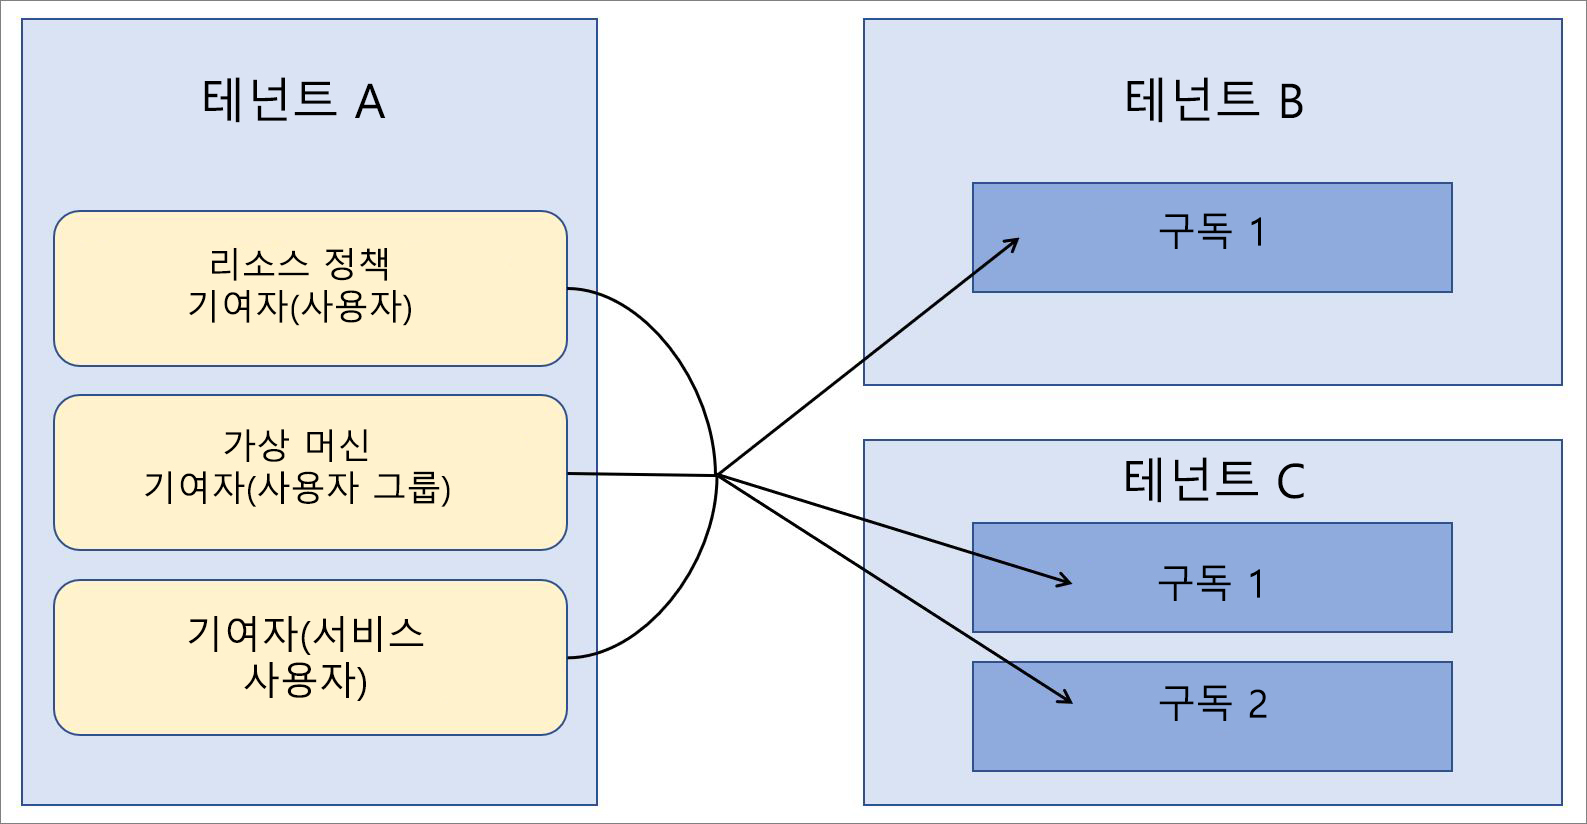 테넌트 A
리소스 정책
기여자(사용자)
가상 머신
기여자(사용자 그룹)
기여자(서비스
사용자)
테넌트 B
구독 1
테넌트 C
구독 1
구독 2